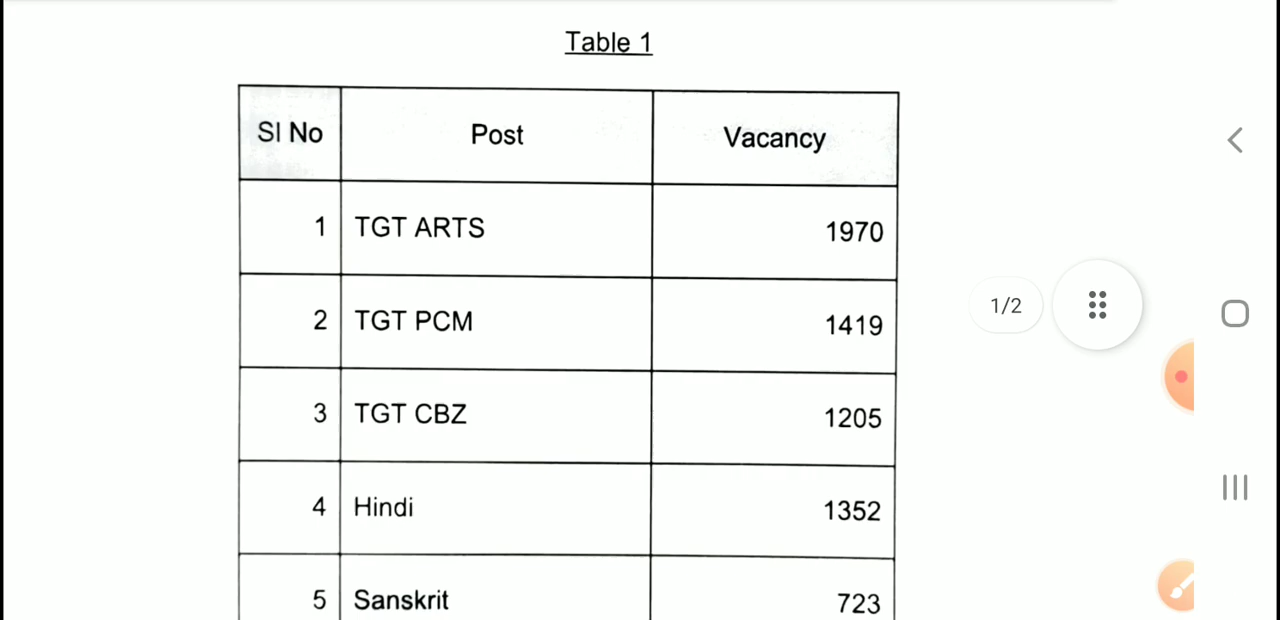 Table 1
Sl No Post Vacancy
1 TGT ARTS 1970
2 TGT PCM 1419
3 TGT CBZ 1205
4 Hindi 1352
5 Sanskrit 723
1/2